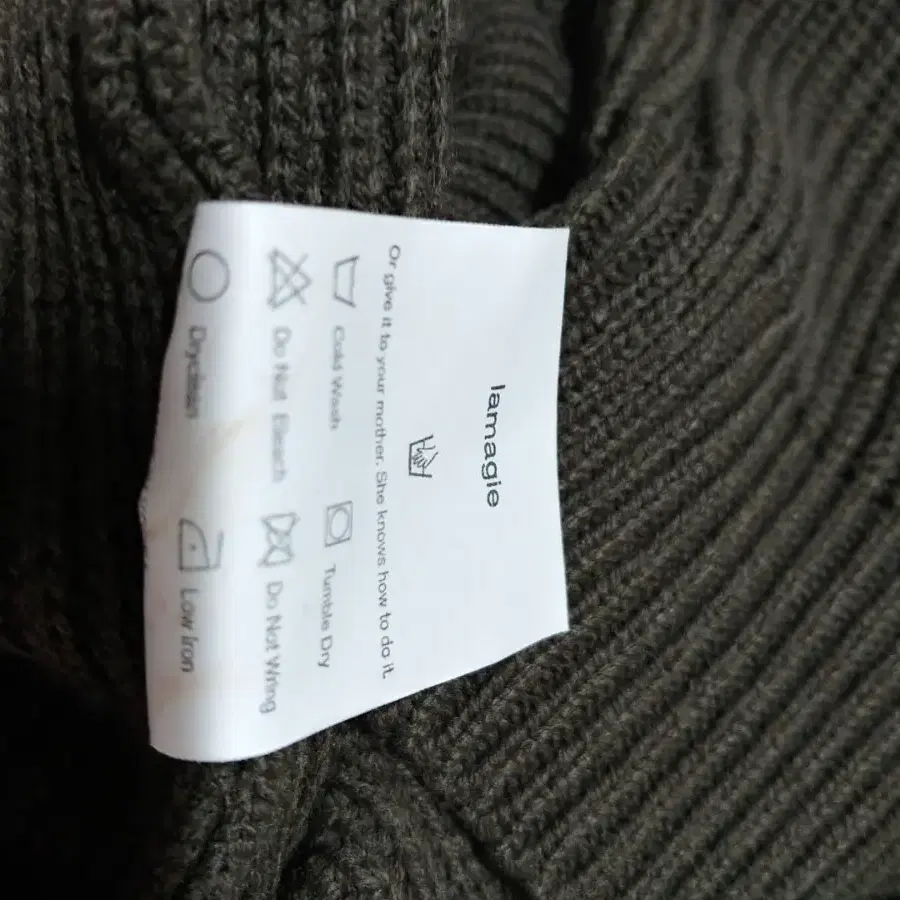 lamagie
Or give it to your mother. She knows how to do it.
Cold Wash Tumble Dry
Do Not Bleach Do Not Wring
Dryclean Low Iron